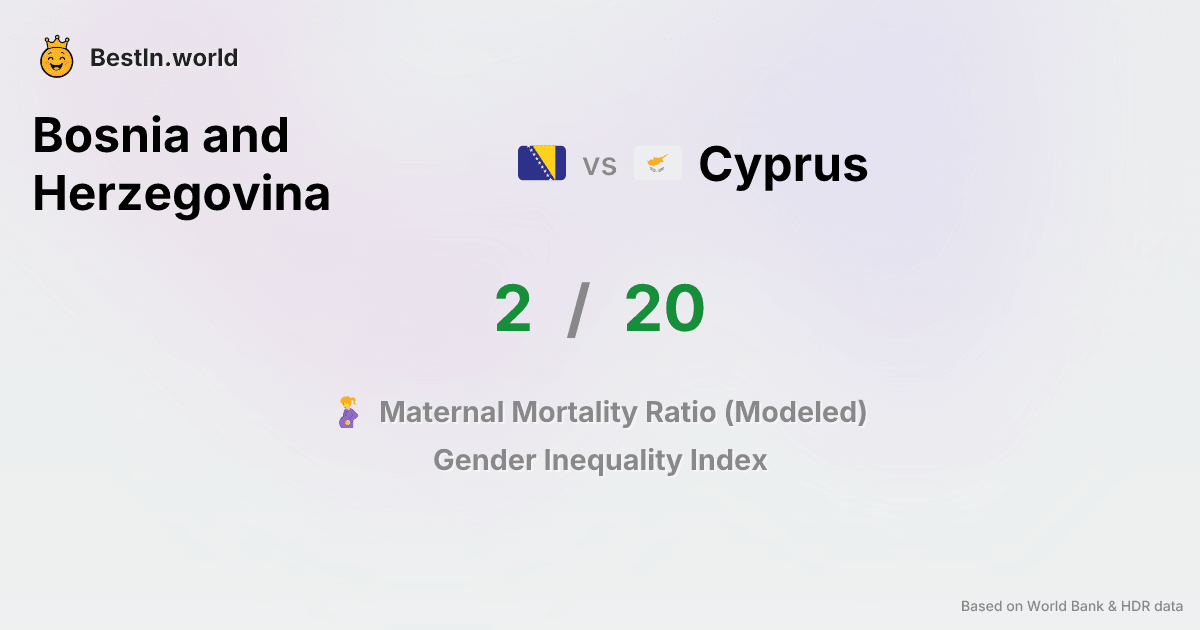 BestIn.world
Bosnia and
Herzegovina
vs
Cyprus
2 / 20
Maternal Mortality Ratio (Modeled)
Gender Inequality Index
Based on World Bank & HDR data